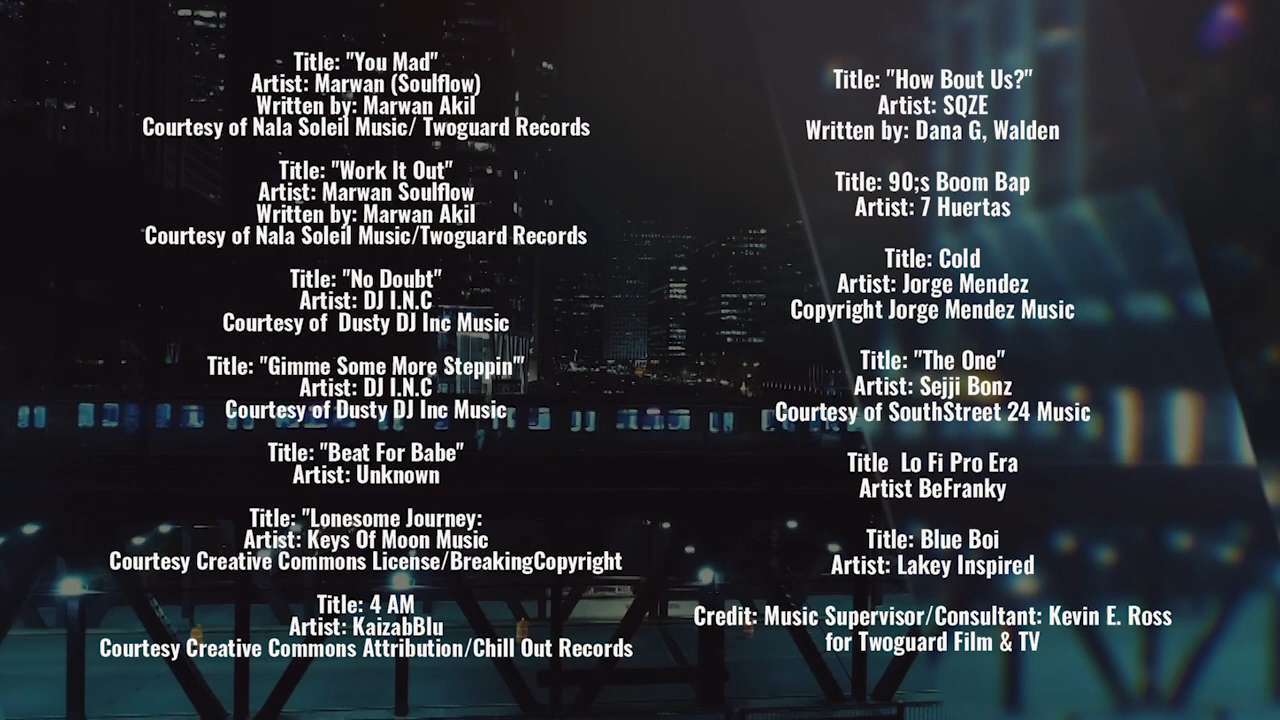 Title: "You Mad"
Artist: Marwan (Soulflow)
Written by: Marwan Akil
Courtesy of Nala Soleil Music/ Twoguard Records
Title: "Work It Out"
Artist: Marwan Soulflow
Written by: Marwan Akil
Courtesy of Nala Soleil Music/Twoguard Records
Title: "No Doubt"
Artist: DJ I.N.C
Courtesy of  Dusty DJ Inc Music
Title: "Gimme Some More Steppin'"
Artist: DJ I.N.C
Courtesy of Dusty DJ Inc Music
Title: "Beat For Babe"
Artist: Unknown
Title: "Lonesome Journey:
Artist: Keys Of Moon Music
Courtesy Creative Commons License/BreakingCopyright
Title: 4 AM
Artist: KaizabBlu
Courtesy Creative Commons Attribution/Chill Out Records
Title: "How Bout Us?"
Artist: SQZE
Written by: Dana G, Walden
Title: 90;s Boom Bap
Artist: 7 Huertas
Title: Cold
Artist: Jorge Mendez
Copyright Jorge Mendez Music
Title: "The One"
Artist: Sejji Bonz
Courtesy of SouthStreet 24 Music
Title  Lo Fi Pro Era
Artist BeFranky
Title: Blue Boi
Artist: Lakey Inspired
Credit: Music Supervisor/Consultant: Kevin E. Ross
for Twoguard Film & TV